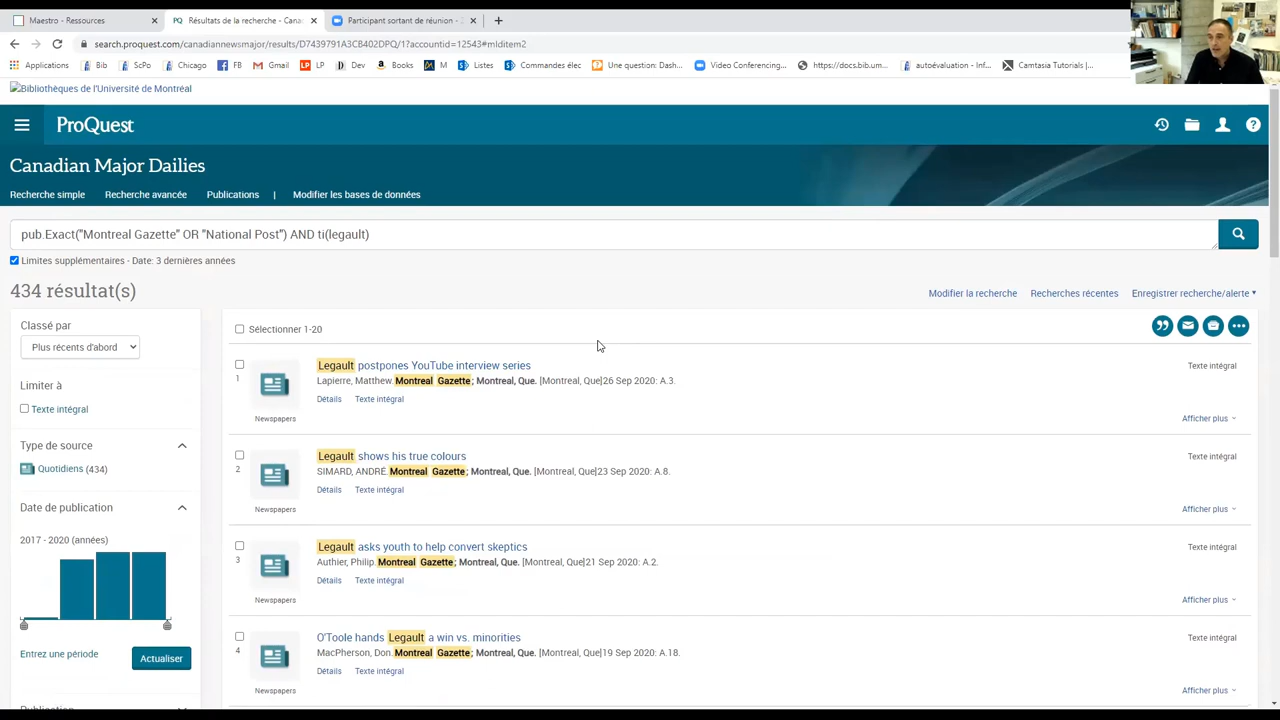 Maestro - Ressources
Résultats de la recherche - Cana
Participant sortant de réunion - Z
search.proquest.com/canadiannewsmajor/results/D7439791A3CB402DPQ/1?accountid=12543#mlditem2
Applications Bib ScPo Chicago FB Gmail LP Dev Books M Listes Commandes élec Une question: Dash... Video Conferencing... https://docs.bib.um... autoévaluation - Inf... Camtasia Tutorials |...
Bibliothèques de l'Université de Montréal
ProQuest
Canadian Major Dailies
Recherche simple Recherche avancée Publications | Modifier les bases de données
pub.Exact("Montreal Gazette" OR "National Post") AND ti(legault)
Limites supplémentaires - Date: 3 dernières années
434 résultat(s)
Modifier la recherche Recherches récentes Enregistrer recherche/alerte
Classé par
Plus récents d'abord
Limiter à
Texte intégral
Type de source
Quotidiens (434)
Date de publication
2017 - 2020 (années)
Entrez une période
Actualiser
Sélectionner 1-20
1
Legault postpones YouTube interview series
Texte intégral
Lapierre, Matthew. Montreal Gazette; Montreal, Que. [Montreal, Que]26 Sep 2020: A.3.
Détails Texte intégral
Newspapers
Afficher plus
2
Legault shows his true colours
Texte intégral
SIMARD, ANDRÉ. Montreal Gazette; Montreal, Que. [Montreal, Que]23 Sep 2020: A.8.
Détails Texte intégral
Newspapers
Afficher plus
3
Legault asks youth to help convert skeptics
Texte intégral
Authier, Philip. Montreal Gazette; Montreal, Que. [Montreal, Que]21 Sep 2020: A.2.
Détails Texte intégral
Newspapers
Afficher plus
4
O'Toole hands Legault a win vs. minorities
Texte intégral
MacPherson, Don. Montreal Gazette; Montreal, Que. [Montreal, Que]19 Sep 2020: A.18.
Détails Texte intégral
Newspapers
Afficher plus